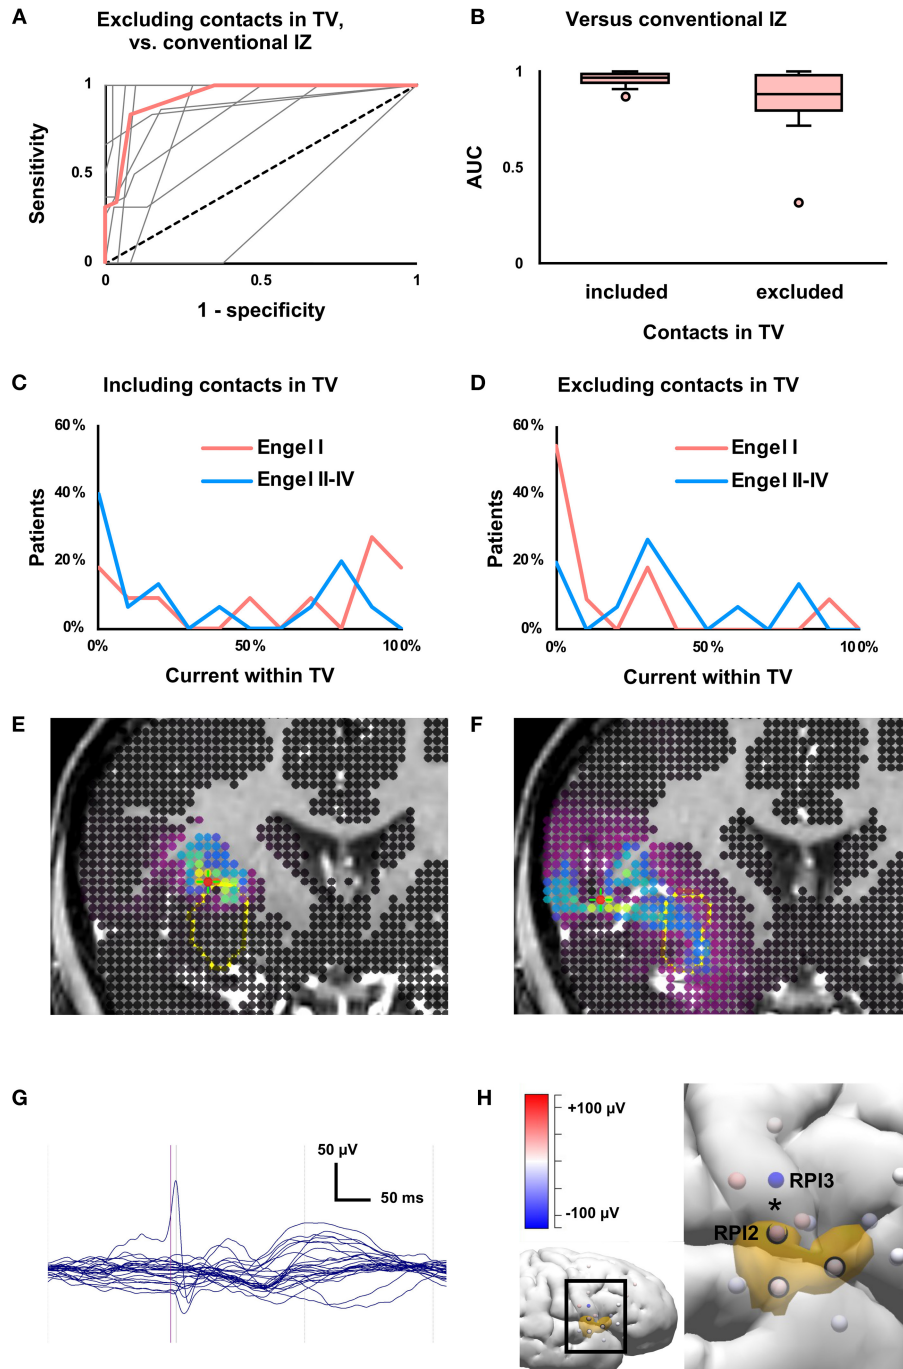 A
Excluding contacts in TV,
vs. conventional IZ
1
0.5
0
Sensitivity
0
0.5
1
1 - specificity
B
Versus conventional IZ
1
0.5
0
AUC
included
excluded
Contacts in TV
C
Including contacts in TV
60%
40%
20%
0%
Patients
Engel I
Engel II-IV
0%
50%
100%
Current within TV
D
Excluding contacts in TV
60%
40%
20%
0%
Patients
Engel I
Engel II-IV
0%
50%
100%
Current within TV
E
F
G
50 µV
50 ms
H
+100 µV
-100 µV
RPI3
*
RPI2